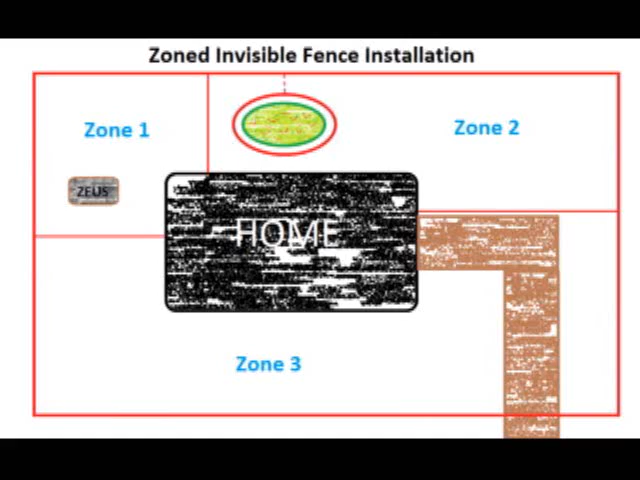 Zoned Invisible Fence Installation
Zone 1
Zone 2
ZEUS
HOME
Zone 3